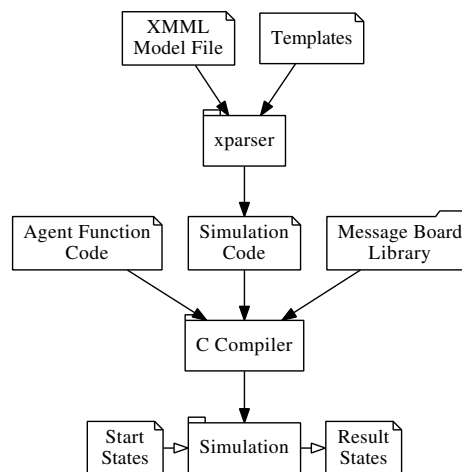 XMML
Model File
Templates
xparser
Agent Function
Code
Simulation
Code
Message Board
Library
C Compiler
Start
States
Simulation
Result
States